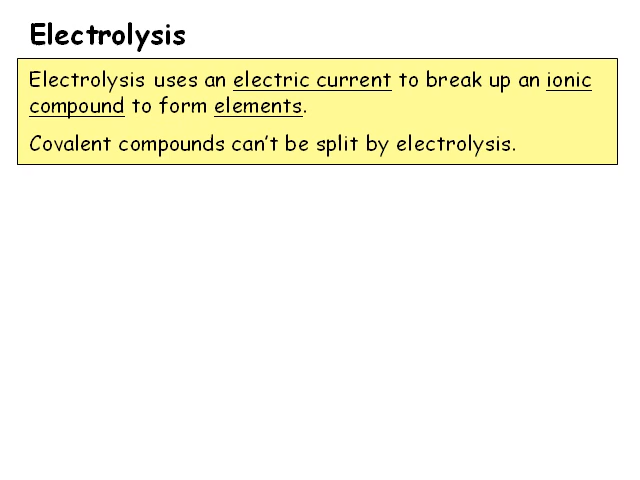 Electrolysis
Electrolysis uses an electric current to break up an ionic
compound to form elements.
Covalent compounds can’t be split by electrolysis.